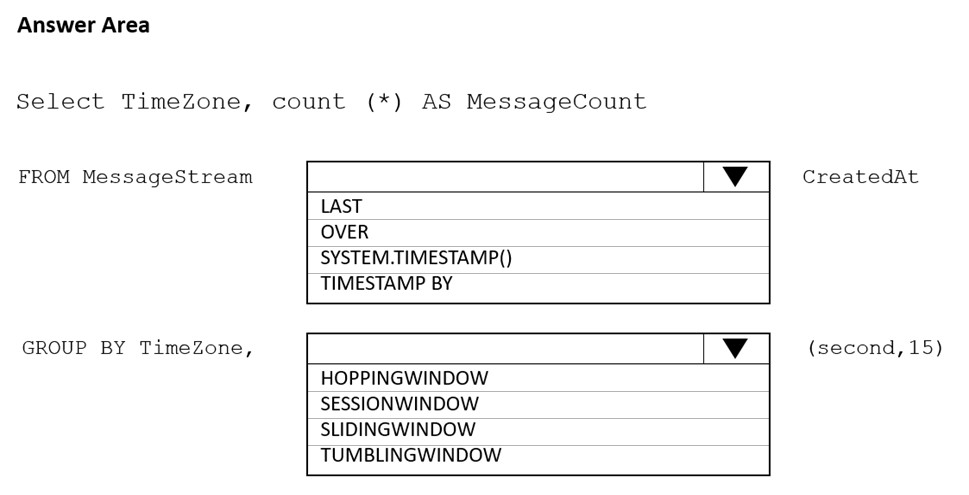 Answer Area
Select TimeZone, count (*) AS MessageCount
FROM MessageStream CreatedAt
LAST
OVER
SYSTEM.TIMESTAMP()
TIMESTAMP BY
GROUP BY TimeZone, (second,15)
HOPPINGWINDOW
SESSIONWINDOW
SLIDINGWINDOW
TUMBLINGWINDOW